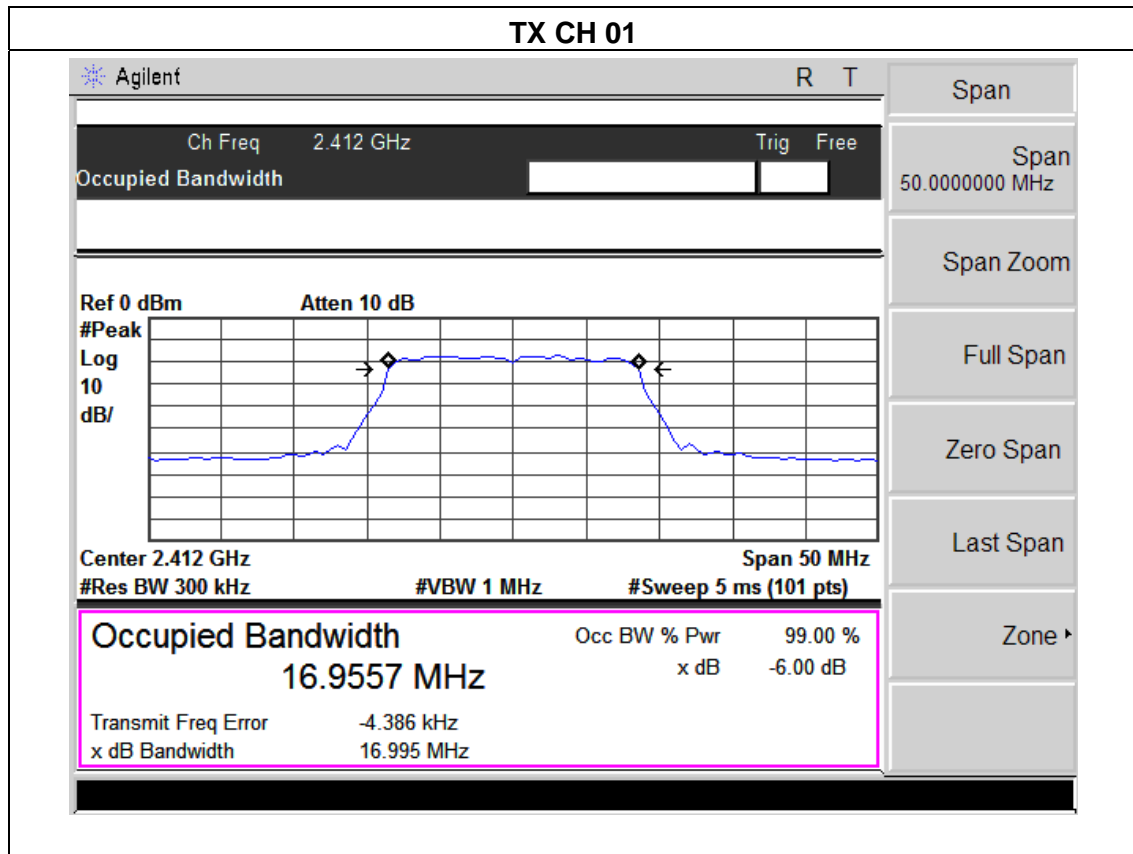 TX CH 01
Agilent R T
Span
Ch Freq 2.412 GHz Trig Free
Occupied Bandwidth
Span
50.0000000 MHz
Span Zoom
Ref 0 dBm Atten 10 dB
#Peak
Log
10
dB/
Full Span
Zero Span
Last Span
Center 2.412 GHz Span 50 MHz
#Res BW 300 kHz #VBW 1 MHz #Sweep 5 ms (101 pts)
Occupied Bandwidth Occ BW % Pwr 99.00 %
16.9557 MHz x dB -6.00 dB
Zone
Transmit Freq Error -4.386 kHz
x dB Bandwidth 16.995 MHz